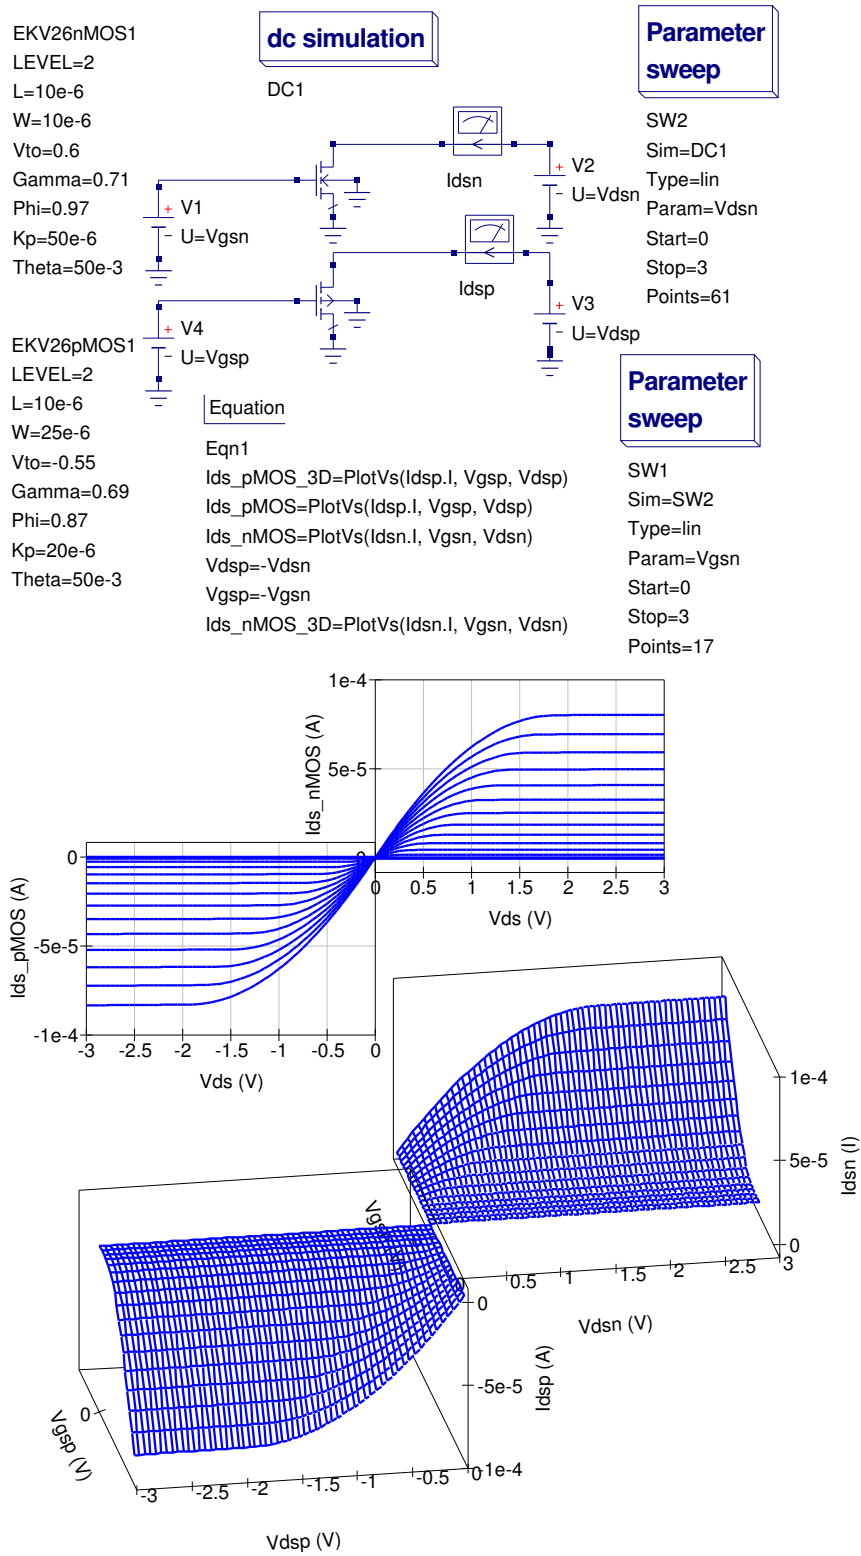 EKV26nMOS1
LEVEL=2
L=10e-6
W=10e-6
Vto=0.6
Gamma=0.71
Phi=0.97
Kp=50e-6
Theta=50e-3
dc simulation
DC1
Parameter
sweep
SW2
Sim=DC1
Type=lin
Param=Vdsn
Start=0
Stop=3
Points=61
Idsn
+ V1
− U=Vgsn
+ V2
− U=Vdsn
Idsp
+ V4
− U=Vgsp
+ V3
− U=Vdsp
EKV26pMOS1
LEVEL=2
L=10e-6
W=25e-6
Vto=-0.55
Gamma=0.69
Phi=0.87
Kp=20e-6
Theta=50e-3
Equation
Eqn1
Ids_pMOS_3D=PlotVs(Idsp.I, Vgsp, Vdsp)
Ids_pMOS=PlotVs(Idsp.I, Vgsp, Vdsp)
Ids_nMOS=PlotVs(Idsn.I, Vgsn, Vdsn)
Vdsp=-Vdsn
Vgsp=-Vgsn
Ids_nMOS_3D=PlotVs(Idsn.I, Vgsn, Vdsn)
Parameter
sweep
SW1
Sim=SW2
Type=lin
Param=Vgsn
Start=0
Stop=3
Points=17
1e-4
5e-5
0
Ids_nMOS (A)
0 0.5 1 1.5 2 2.5 3
Vds (V)
0
-5e-5
-1e-4
Ids_pMOS (A)
-3 -2.5 -2 -1.5 -1 -0.5 0
Vds (V)
1e-4
5e-5
0
Idsn (I)
0.5 1 1.5 2 2.5 3
Vdsn (V)
0
-5e-5
-1e-4
Idsp (A)
0
Vgsp (V)
-3 -2.5 -2 -1.5 -1 -0.5 0
Vdsp (V)